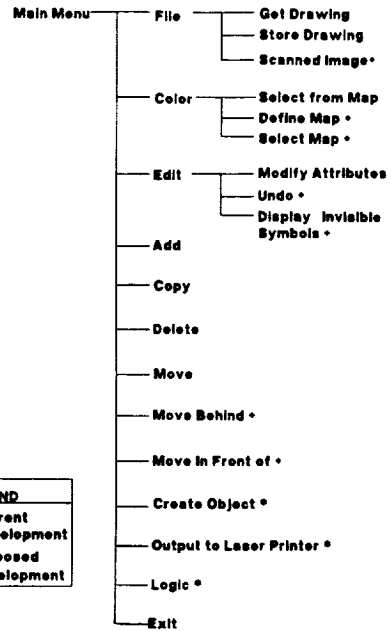 Main Menu
File
Get Drawing
Store Drawing
Scanned Image+
Color
Select from Map
Define Map +
Select Map +
Edit
Modify Attributes
Undo +
Display Invisible
Symbols +
Add
Copy
Delete
Move
Move Behind +
Move In Front of +
Create Object *
Output to Laser Printer *
Logic *
Exit
ND
rent
elopment
posed
elopment